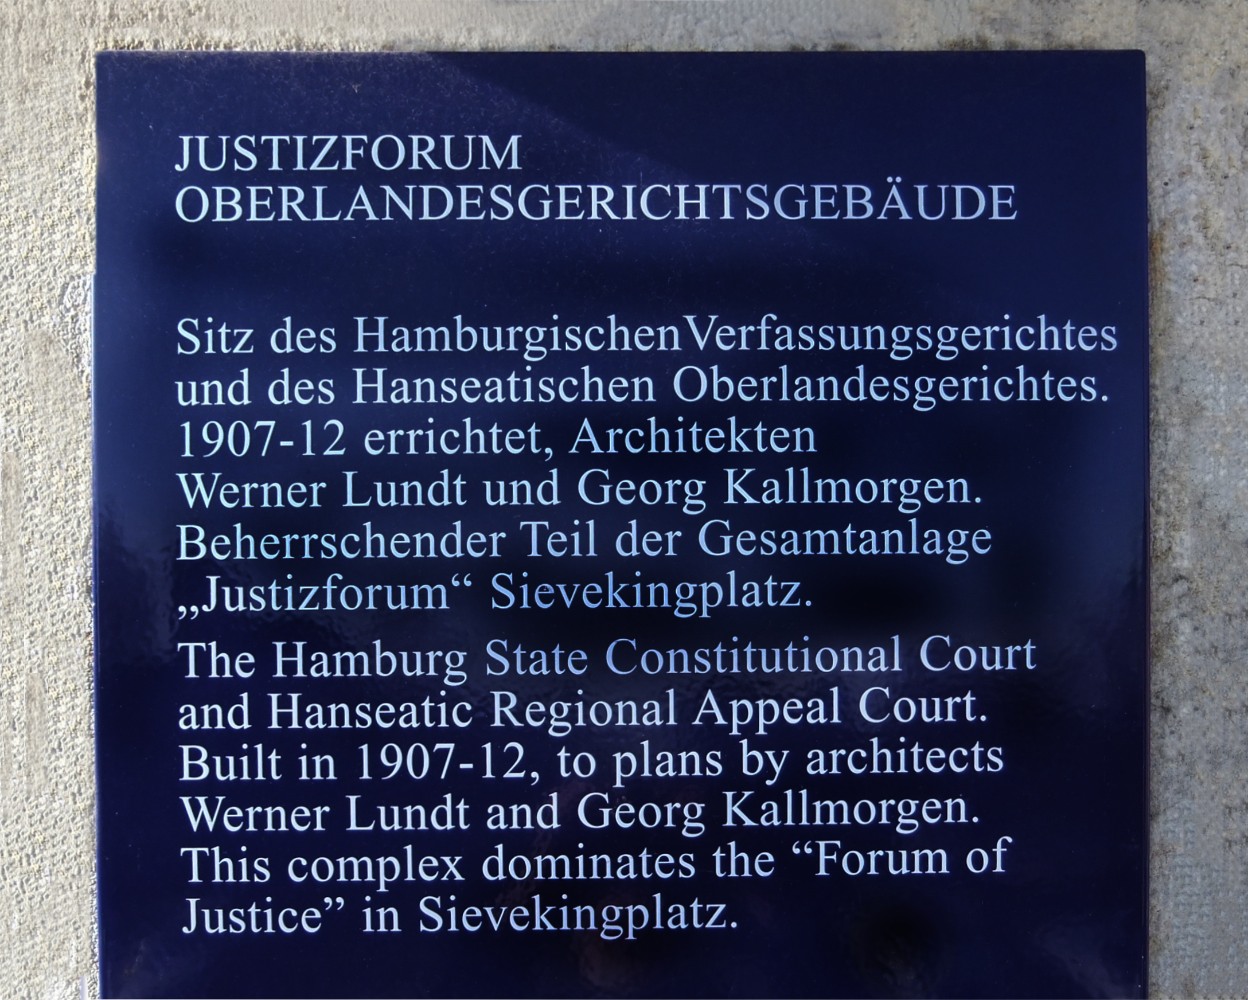 JUSTIZFORUM
OBERLANDESGERICHTSGEBÄUDE
Sitz des Hamburgischen Verfassungsgerichtes
und des Hanseatischen Oberlandesgerichtes.
1907-12 errichtet, Architekten
Werner Lundt und Georg Kallmorgen.
Beherrschender Teil der Gesamtanlage
„Justizforum“ Sievekingplatz.
The Hamburg State Constitutional Court
and Hanseatic Regional Appeal Court.
Built in 1907-12, to plans by architects
Werner Lundt and Georg Kallmorgen.
This complex dominates the “Forum of
Justice” in Sievekingplatz.